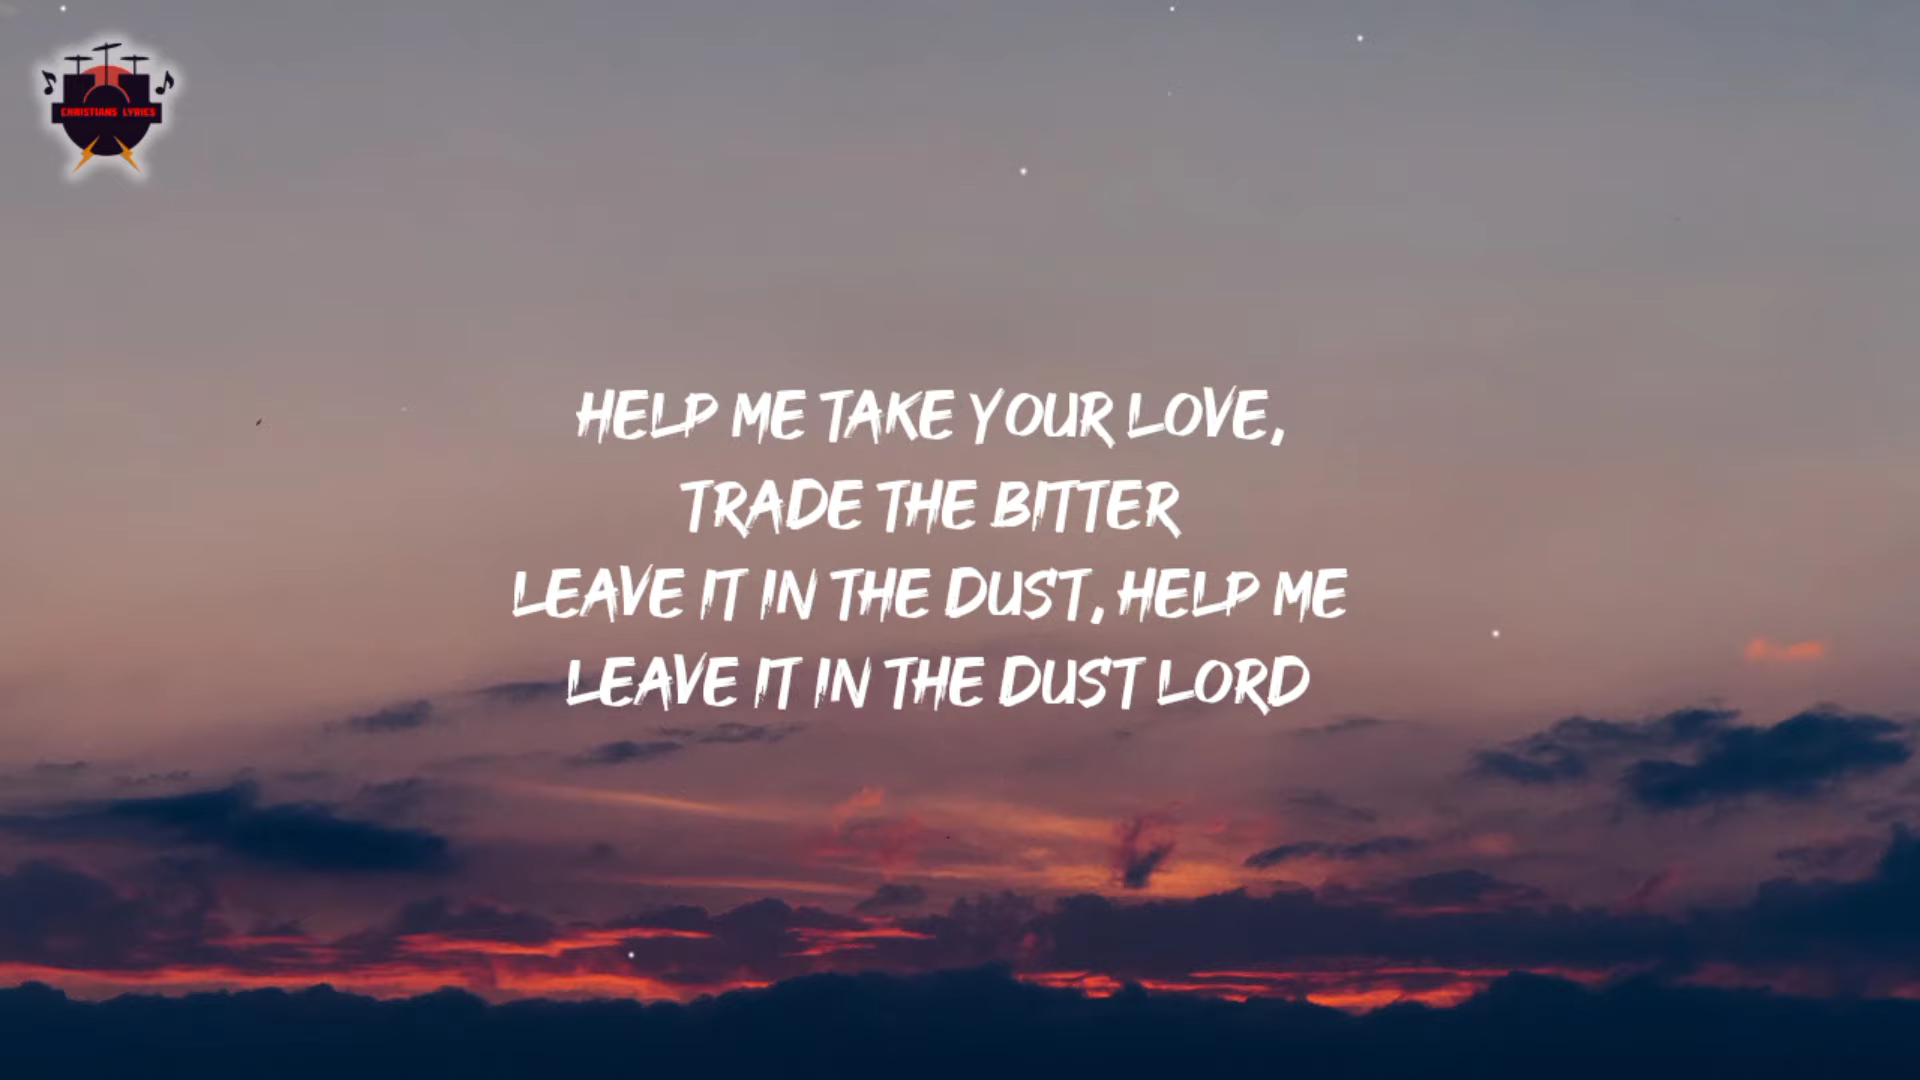 CHRISTIANS LYRICS
HELP ME TAKE YOUR LOVE,
TRADE THE BITTER
LEAVE IT IN THE DUST, HELP ME
LEAVE IT IN THE DUST LORD